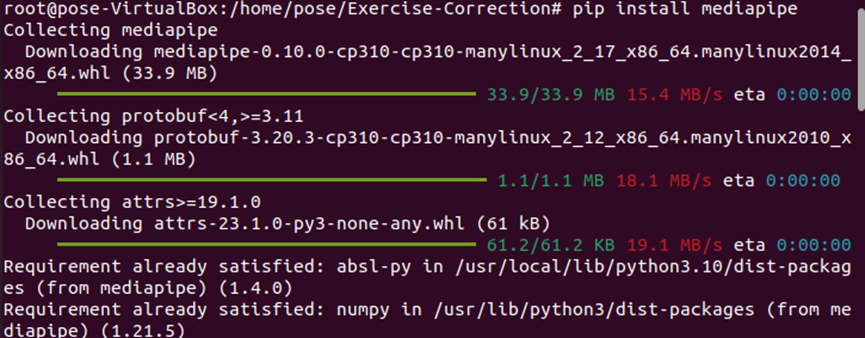 root@pose-VirtualBox:/home/pose/Exercise-Correction# pip install mediapipe
Collecting mediapipe
  Downloading mediapipe-0.10.0-cp310-cp310-manylinux_2_17_x86_64.manylinux2014_
x86_64.whl (33.9 MB)
33.9/33.9 MB 15.4 MB/s eta 0:00:00
Collecting protobuf<4,>=3.11
  Downloading protobuf-3.20.3-cp310-cp310-manylinux_2_12_x86_64.manylinux2010_x
86_64.whl (1.1 MB)
1.1/1.1 MB 18.1 MB/s eta 0:00:00
Collecting attrs>=19.1.0
  Downloading attrs-23.1.0-py3-none-any.whl (61 kB)
61.2/61.2 KB 19.1 MB/s eta 0:00:00
Requirement already satisfied: absl-py in /usr/local/lib/python3.10/dist-packag
es (from mediapipe) (1.4.0)
Requirement already satisfied: numpy in /usr/lib/python3/dist-packages (from me
diapipe) (1.21.5)